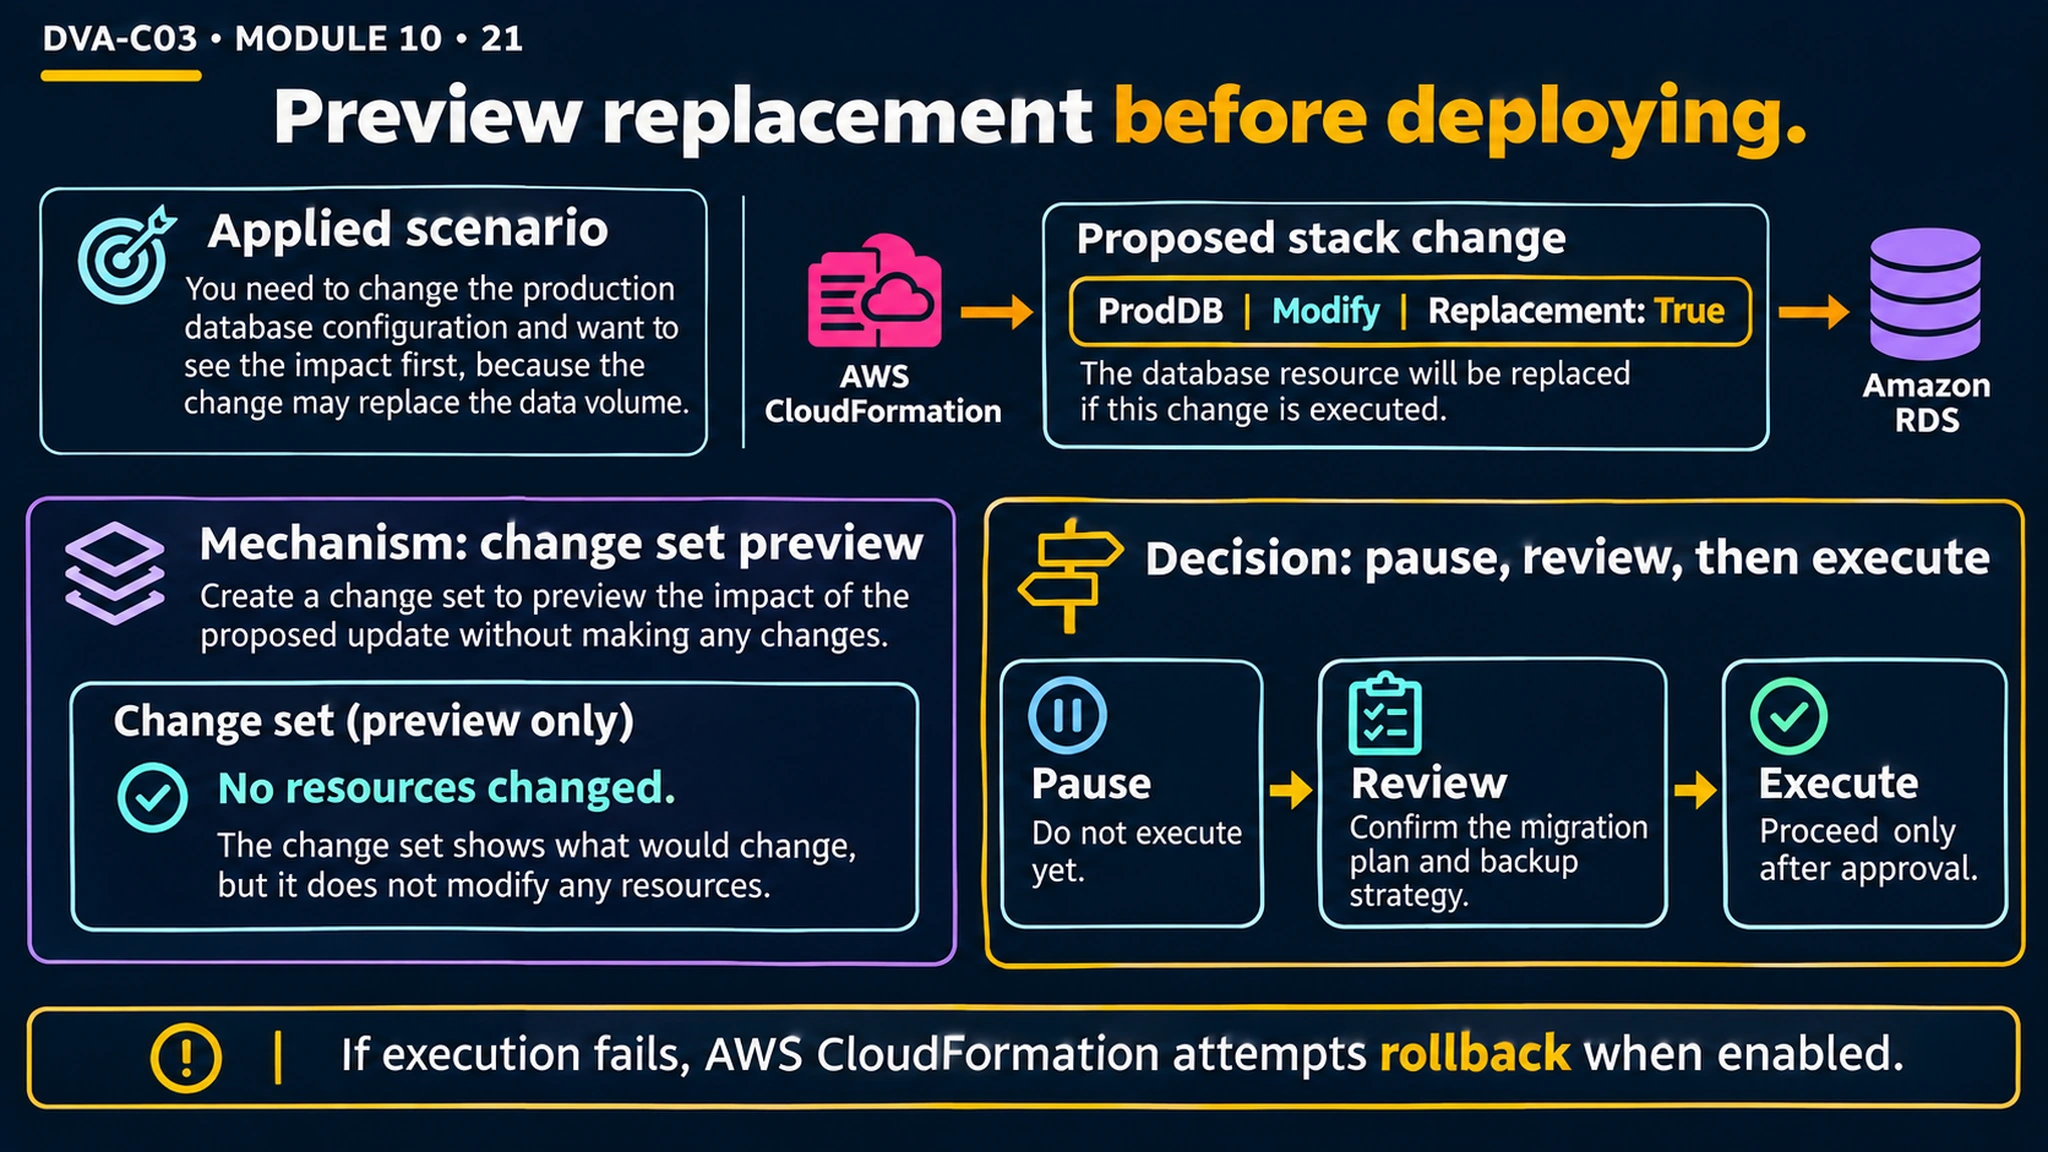 DVA-C03 • MODULE 10 • 21
Preview replacement before deploying.
Applied scenario
You need to change the production
database configuration and want to
see the impact first, because the
change may replace the data volume.
AWS
CloudFormation
Proposed stack change
ProdDB | Modify | Replacement: True
The database resource will be replaced
if this change is executed.
Amazon
RDS
Mechanism: change set preview
Create a change set to preview the impact of the
proposed update without making any changes.
Change set (preview only)
No resources changed.
The change set shows what would change,
but it does not modify any resources.
Decision: pause, review, then execute
Pause
Do not execute
yet.
Review
Confirm the migration
plan and backup
strategy.
Execute
Proceed only
after approval.
If execution fails, AWS CloudFormation attempts rollback when enabled.